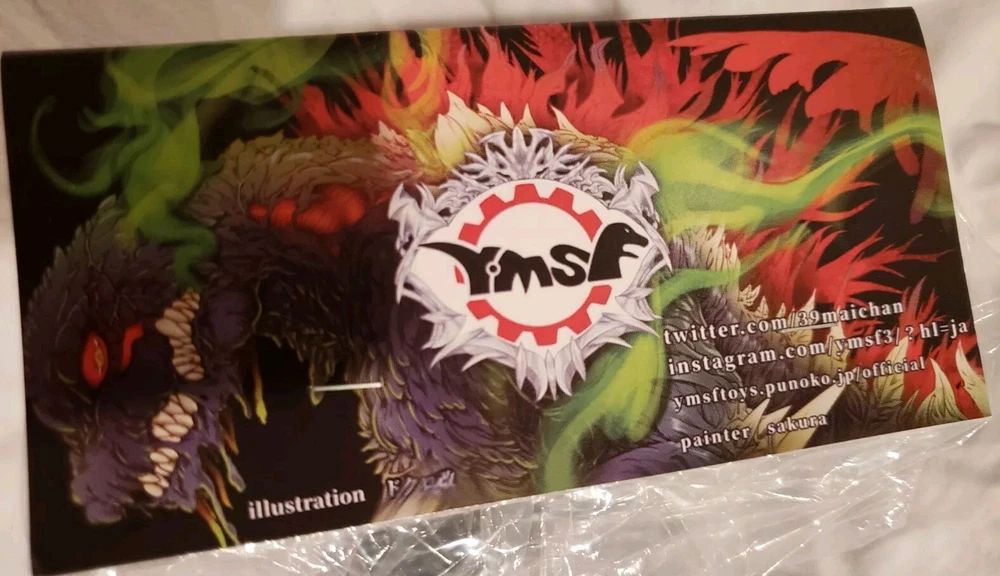 YMSF
twitter.com/39maichan
instagram.com/ymsf3/?hl=ja
ymsftoys.punoko.jp/official
painter sakura
illustration